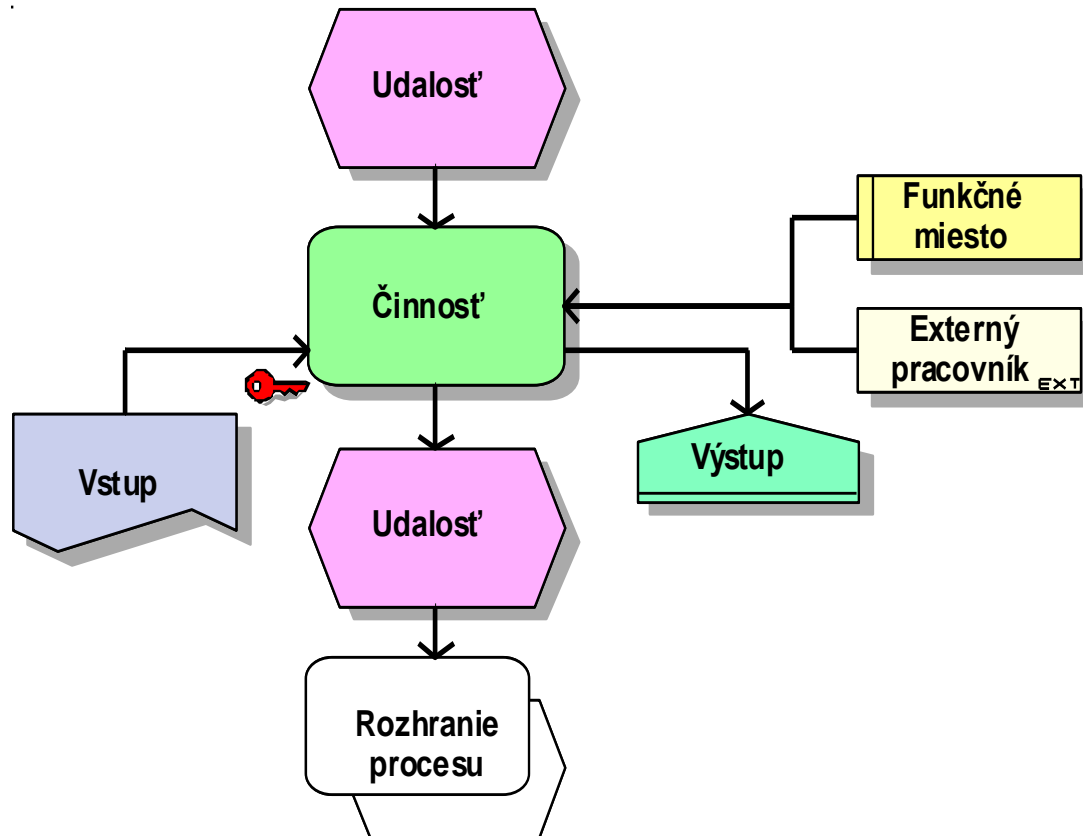 Udalosť
Funkčné
miesto
Činnosť
Externý
pracovník
EXT
Vstup
Výstup
Udalosť
Rozhranie
procesu